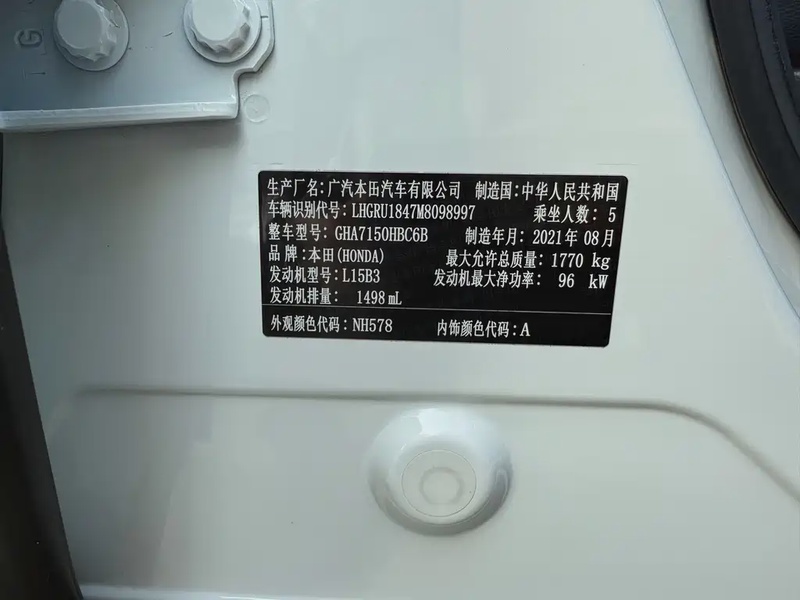 G
生产厂名:广汽本田汽车有限公司 制造国:中华人民共和国
车辆识别代号:LHGRU1847M8098997 乘坐人数:5
整车型号:GHA7150HBC6B 制造年月:2021年08月
品牌:本田(HONDA) 最大允许总质量:1770 kg
发动机型号:L15B3 发动机最大净功率:96 kW
发动机排量:1498 mL
外观颜色代码:NH578 内饰颜色代码:A